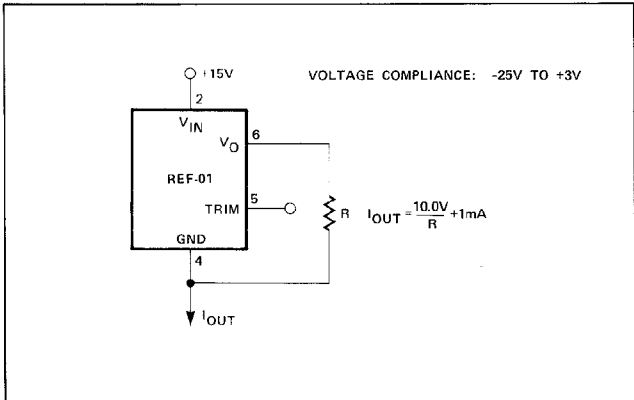 +15V
VOLTAGE COMPLIANCE: -25V TO +3V
2
VIN
VO
6
REF-01
TRIM
5
R
IOUT = 10.0V/R +1mA
GND
4
IOUT